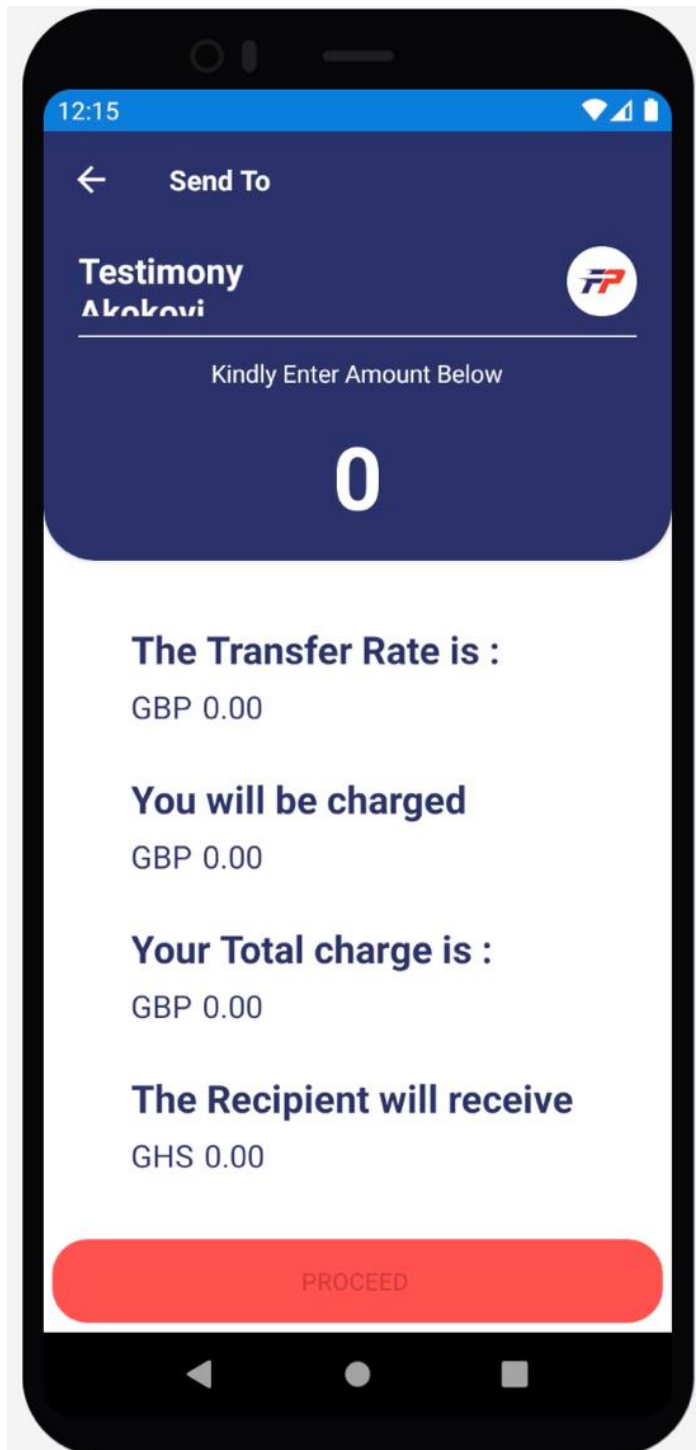 12:15
Send To
Testimony
Akokovi
FP
Kindly Enter Amount Below
0
The Transfer Rate is :
GBP 0.00
You will be charged
GBP 0.00
Your Total charge is :
GBP 0.00
The Recipient will receive
GHS 0.00
PROCEED